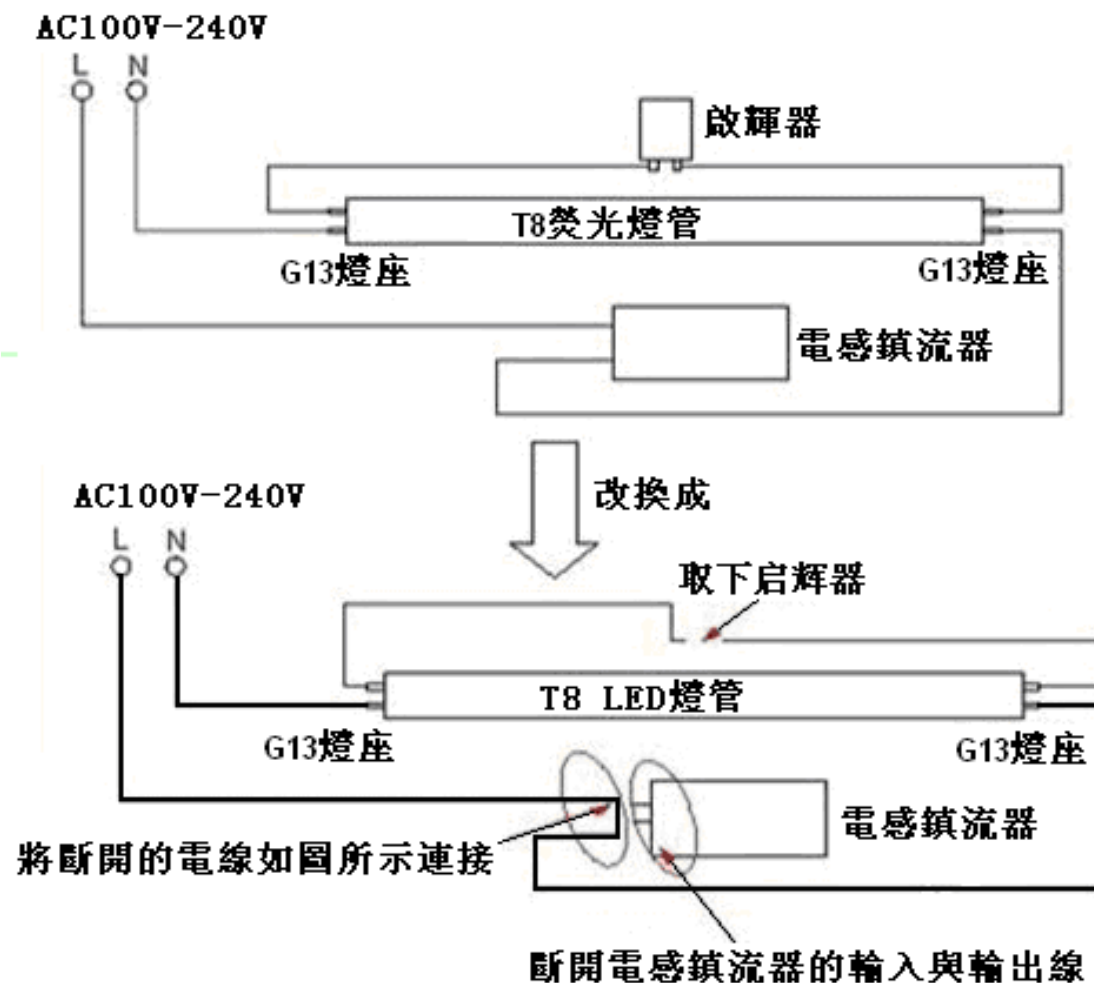 AC100V-240V
L N
啟輝器
T8熒光燈管
G13燈座 G13燈座
電感鎮流器
改換成
AC100V-240V
L N
取下启辉器
T8 LED燈管
G13燈座 G13燈座
電感鎮流器
將斷開的電線如圖所示連接
斷開電感鎮流器的輸入與輸出線